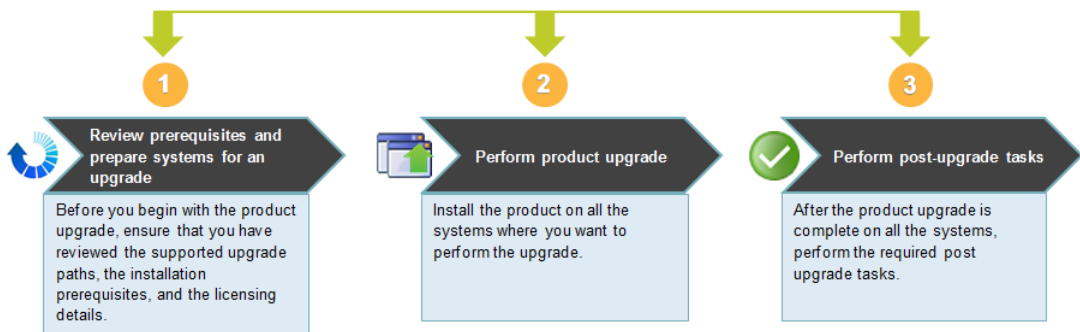 1
Review prerequisites and
prepare systems for an
upgrade
Before you begin with the product
upgrade, ensure that you have
reviewed the supported upgrade
paths, the installation
prerequisites, and the licensing
details.
2
Perform product upgrade
Install the product on all the
systems where you want to
perform the upgrade.
3
Perform post-upgrade tasks
After the product upgrade is
complete on all the systems,
perform the required post
upgrade tasks.